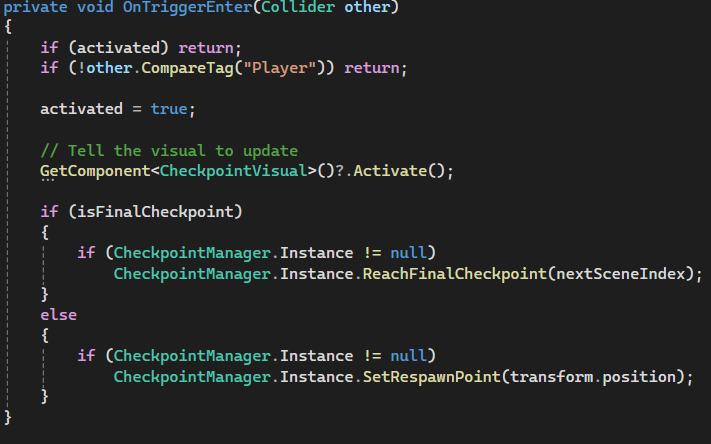 private void OnTriggerEnter(Collider other)
{
    if (activated) return;
    if (!other.CompareTag("Player")) return;

    activated = true;

    // Tell the visual to update
    GetComponent<CheckpointVisual>()?.Activate();

    if (isFinalCheckpoint)
    {
        if (CheckpointManager.Instance != null)
            CheckpointManager.Instance.ReachFinalCheckpoint(nextSceneIndex);
    }
    else
    {
        if (CheckpointManager.Instance != null)
            CheckpointManager.Instance.SetRespawnPoint(transform.position);
    }
}